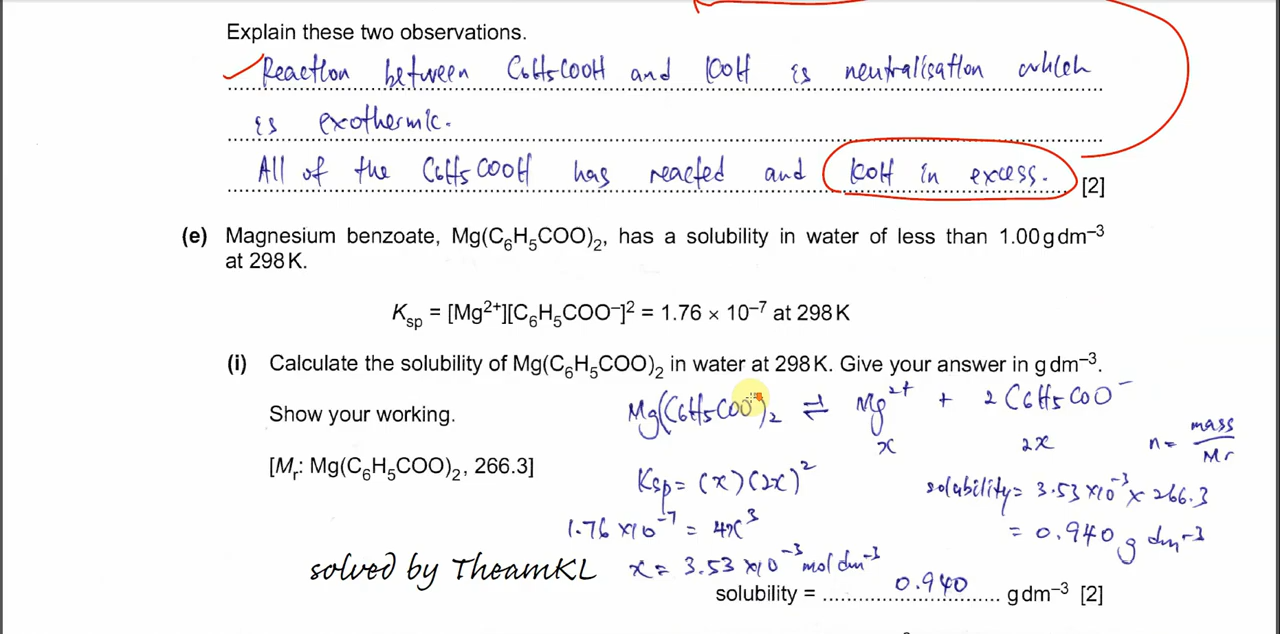 Explain these two observations.
Reaction between C6H5COOH and KOH is neutralisation which
is exothermic.
All of the C6H5COOH has reacted and KOH in excess.
[2]
(e) Magnesium benzoate, Mg(C₆H₅COO)₂, has a solubility in water of less than 1.00 g dm⁻³
at 298 K.
Kₛₚ = [Mg²⁺][C₆H₅COO⁻]² = 1.76 × 10⁻⁷ at 298 K
(i) Calculate the solubility of Mg(C₆H₅COO)₂ in water at 298 K. Give your answer in g dm⁻³.
Show your working.
Mg(C6H5COO)₂ ⇌ Mg²⁺ + 2 C6H5COO⁻
x 2x
n = mass / Mr
[Mᵣ: Mg(C₆H₅COO)₂, 266.3]
Ksp = (x)(2x)²
1.76 × 10⁻⁷ = 4x³
x = 3.53 × 10⁻³ mol dm⁻³
solubility = 3.53 × 10⁻³ × 266.3
= 0.940 g dm⁻³
solved by TheamKL
solubility = 0.940 g dm⁻³ [2]